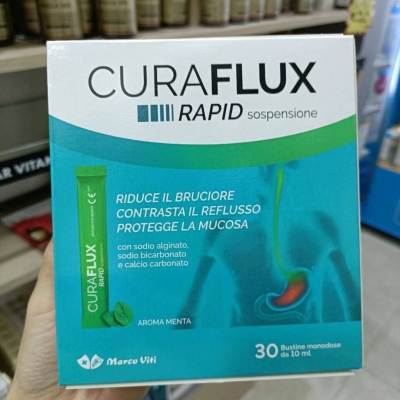 CURAFLUX
RAPID sospensione
RIDUCE IL BRUCIORE
CONTRASTA IL REFLUSSO
PROTEGGE LA MUCOSA
con sodio alginato,
sodio bicarbonato
e calcio carbonato
CURAFLUX
RAPID sospensione
AROMA MENTA
Marco Viti
30 Bustine monodose
da 10 ml